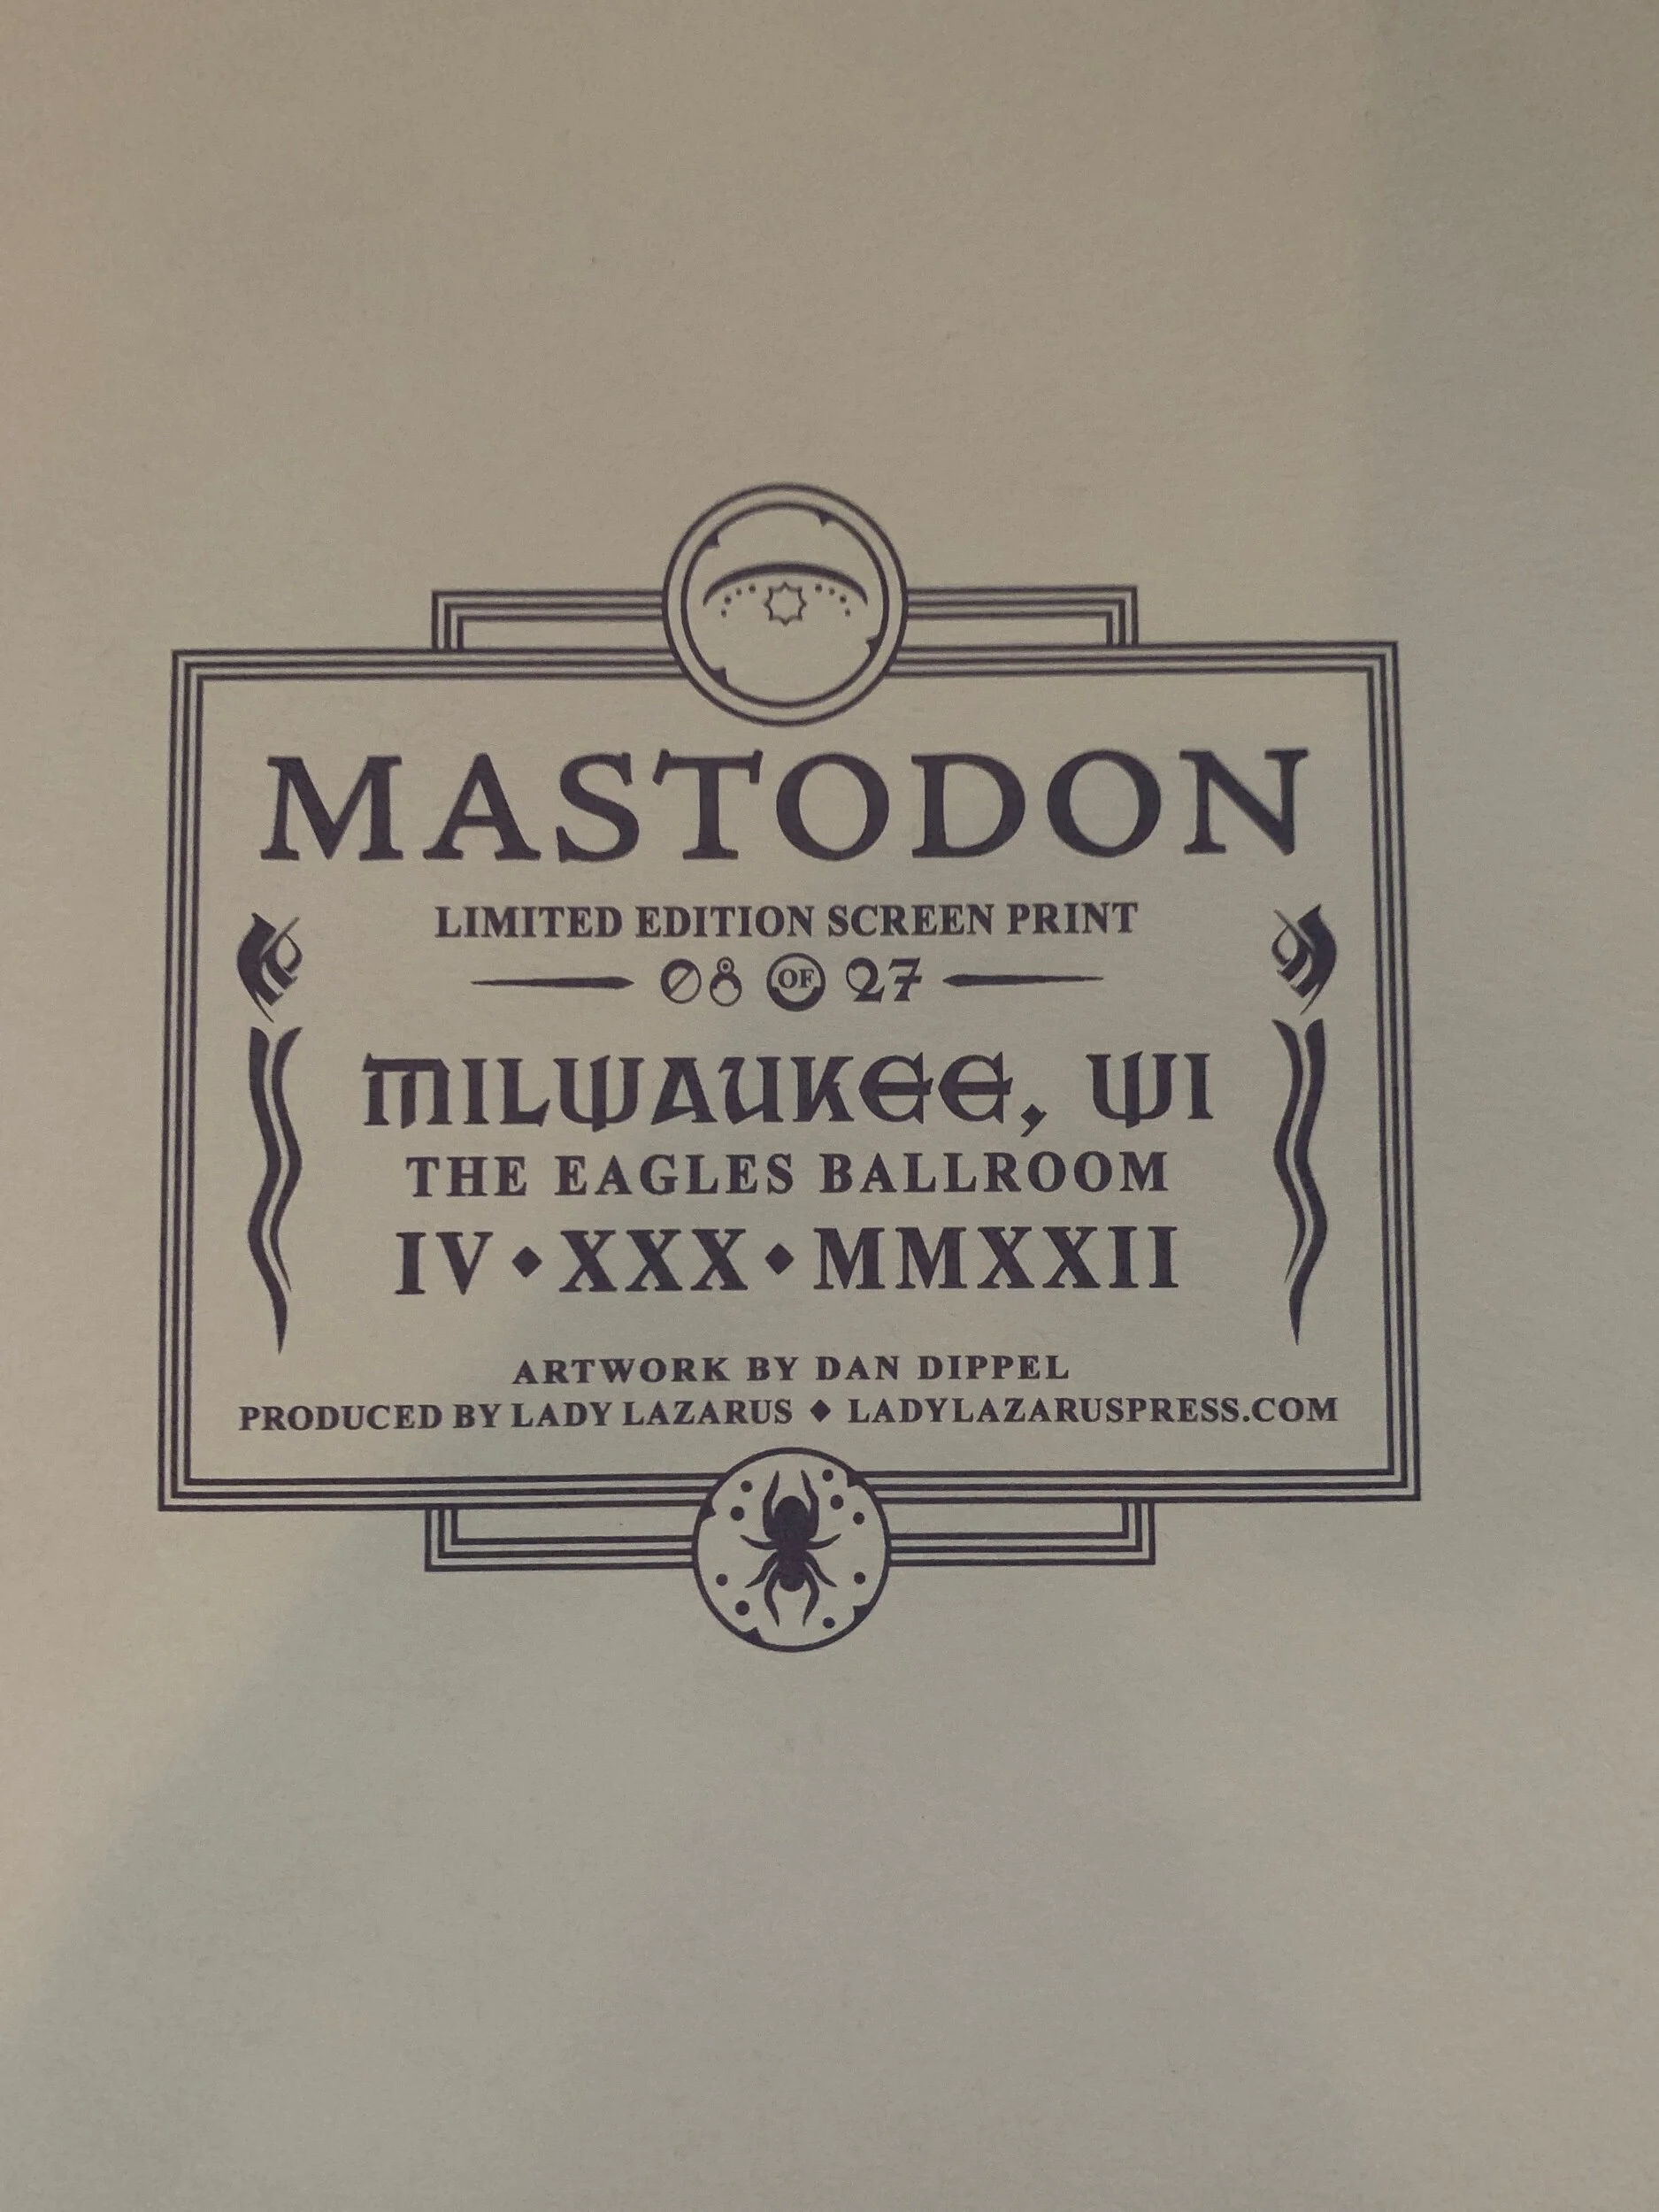 MASTODON
LIMITED EDITION SCREEN PRINT
08 OF 27
MILWAUKEE, WI
THE EAGLES BALLROOM
IV ◆ XXX ◆ MMXXII
ARTWORK BY DAN DIPPEL
PRODUCED BY LADY LAZARUS ◆ LADYLAZARUSPRESS.COM